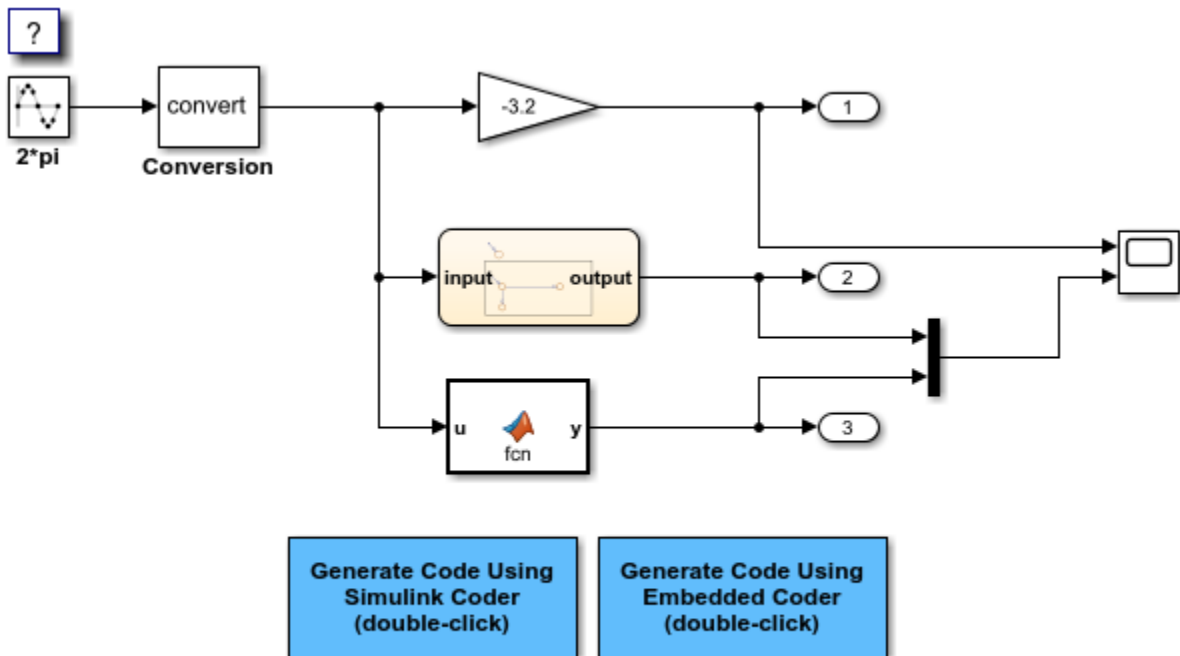 ?
convert
2*pi
Conversion
-3.2
1
input
output
2
u
y
fcn
3
Generate Code Using
Simulink Coder
(double-click)
Generate Code Using
Embedded Coder
(double-click)